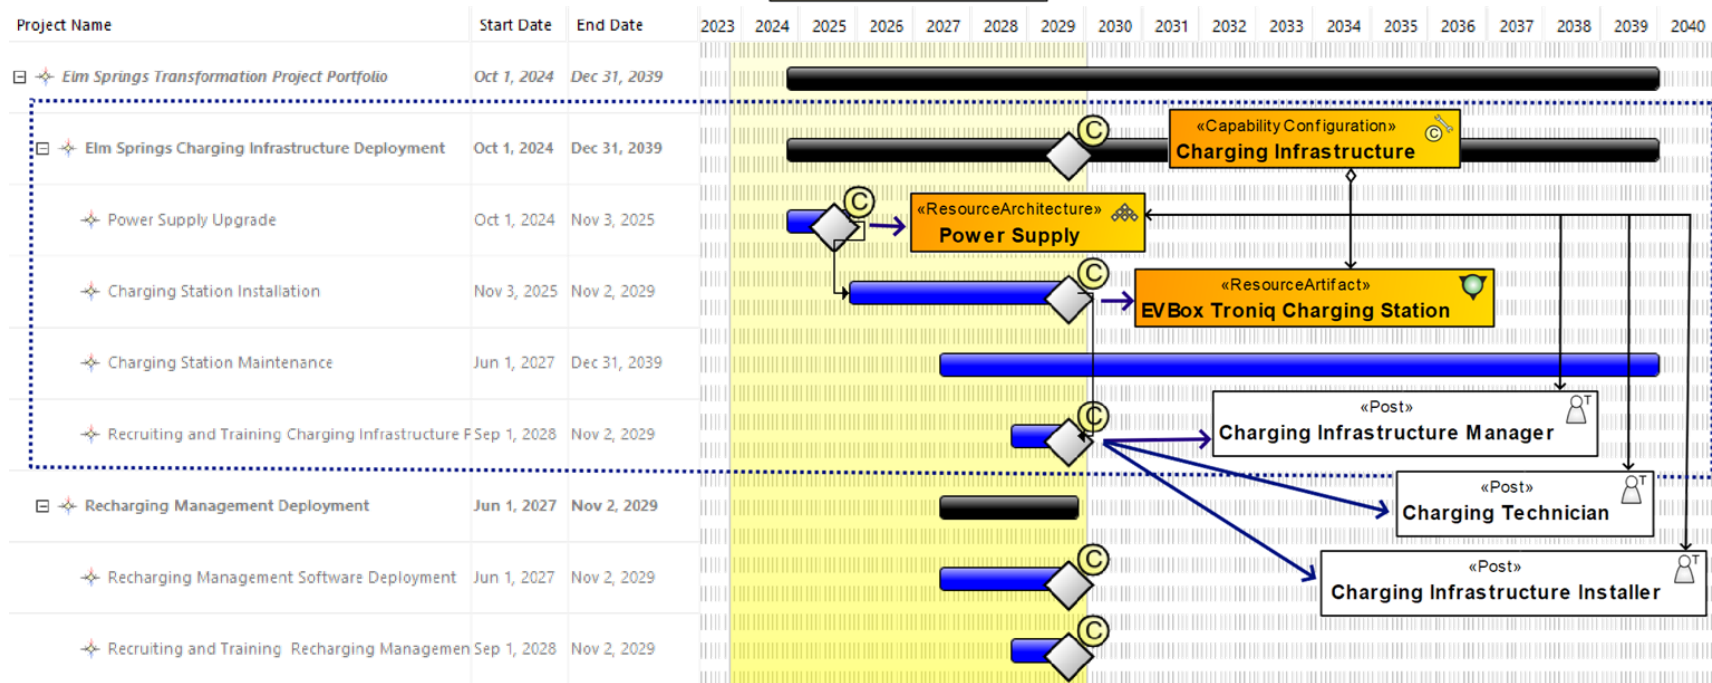 Project Name Start Date End Date 2023 2024 2025 2026 2027 2028 2029 2030 2031 2032 2033 2034 2035 2036 2037 2038 2039 2040
Elm Springs Transformation Project Portfolio Oct 1, 2024 Dec 31, 2039
Elm Springs Charging Infrastructure Deployment Oct 1, 2024 Dec 31, 2039
C
«Capability Configuration» C
Charging Infrastructure
Power Supply Upgrade Oct 1, 2024 Nov 3, 2025
C
«ResourceArchitecture»
Power Supply
Charging Station Installation Nov 3, 2025 Nov 2, 2029
C
«ResourceArtifact»
EVBox Troniq Charging Station
Charging Station Maintenance Jun 1, 2027 Dec 31, 2039
Recruiting and Training Charging Infrastructure F Sep 1, 2028 Nov 2, 2029
C
«Post» T
Charging Infrastructure Manager
Recharging Management Deployment Jun 1, 2027 Nov 2, 2029
«Post» T
Charging Technician
Recharging Management Software Deployment Jun 1, 2027 Nov 2, 2029
C
«Post» T
Charging Infrastructure Installer
Recruiting and Training Recharging Managemen Sep 1, 2028 Nov 2, 2029
C